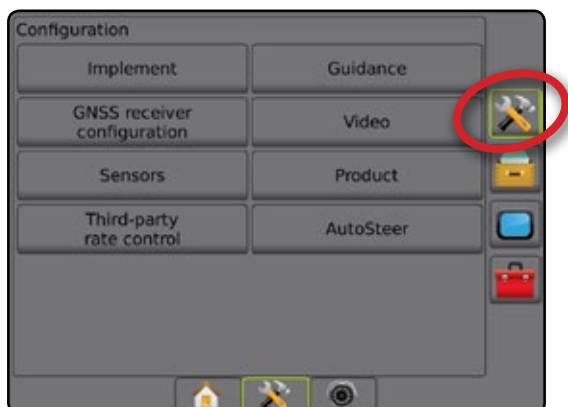 Configuration
Implement
Guidance
GNSS receiver
configuration
Video
Sensors
Product
Third-party
rate control
AutoSteer